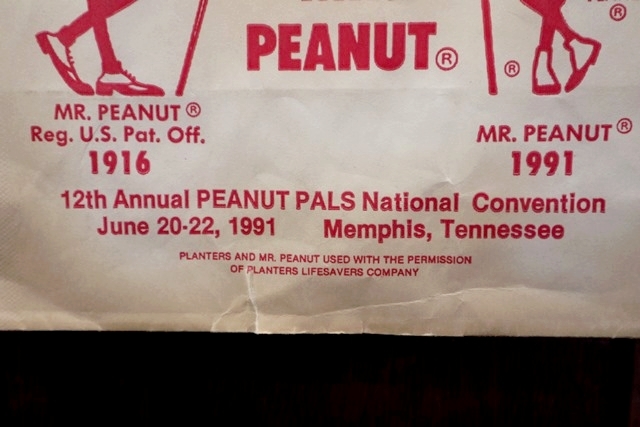 PEANUT®
®
®
MR. PEANUT ®
Reg. U.S. Pat. Off.
1916
MR. PEANUT ®
1991
12th Annual PEANUT PALS National Convention
June 20-22, 1991 Memphis, Tennessee
PLANTERS AND MR. PEANUT USED WITH THE PERMISSION
OF PLANTERS LIFESAVERS COMPANY